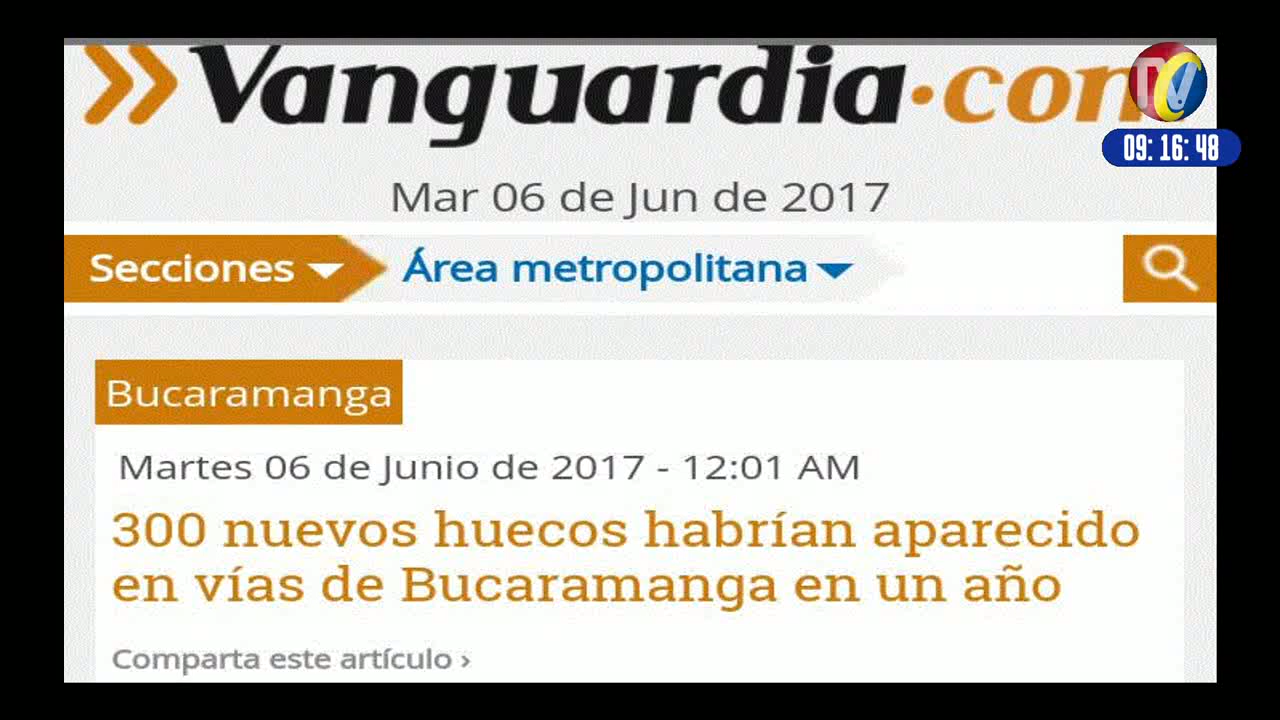 Vanguardia.com
09: 16: 48
Mar 06 de Jun de 2017
Secciones
Área metropolitana
Bucaramanga
Martes 06 de Junio de 2017 - 12:01 AM
300 nuevos huecos habrían aparecido
en vías de Bucaramanga en un año
Comparta este artículo ›